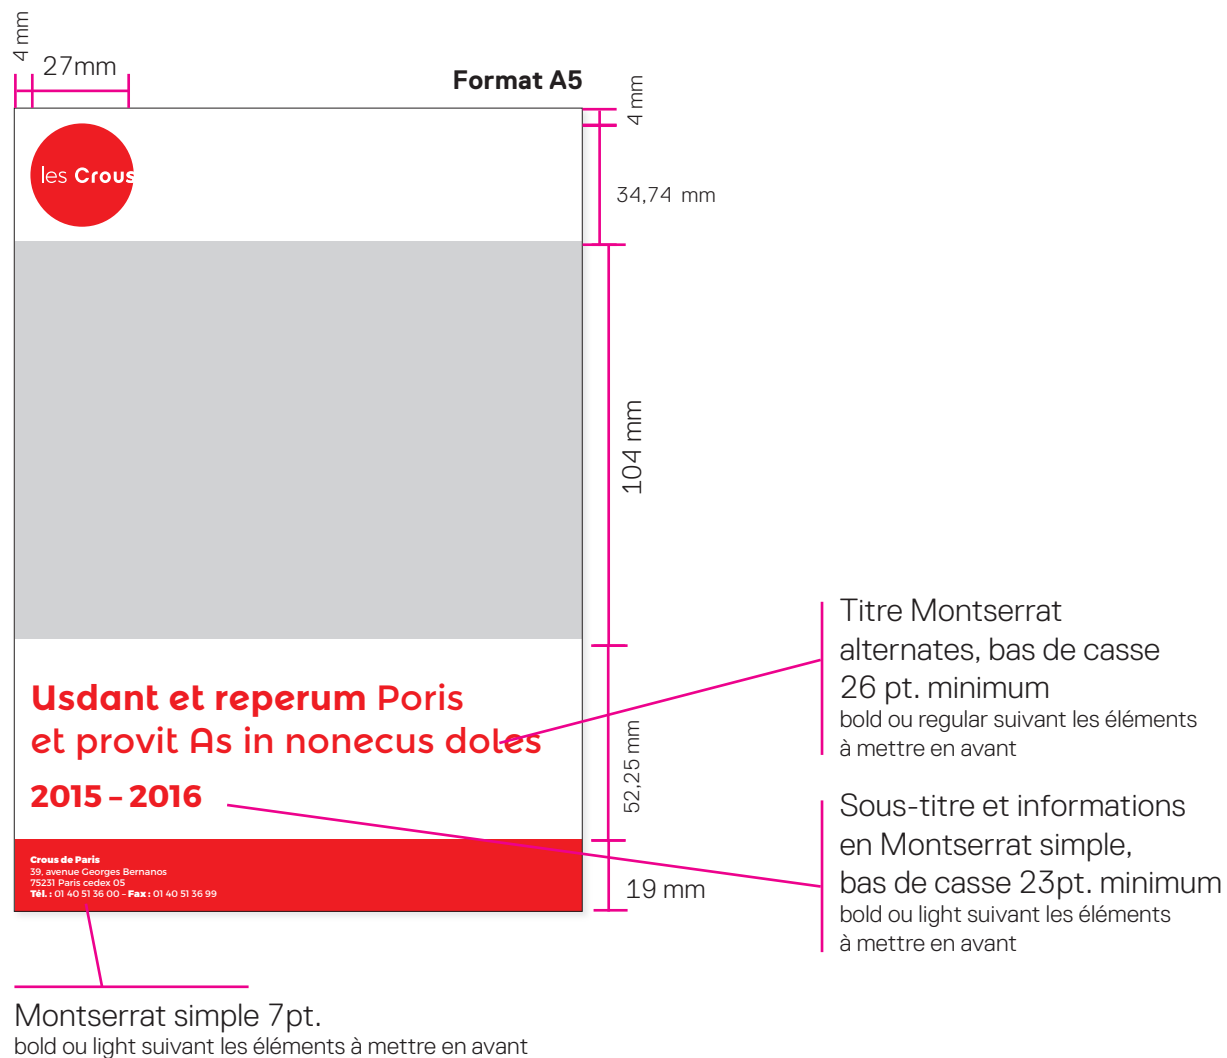 4 mm
27mm
Format A5
4 mm
les Crous
34,74 mm
104 mm
Usdant et reperum Poris
et provit As in nonecus doles
2015 – 2016
52,25 mm
Crous de Paris
39, avenue Georges Bernanos
75231 Paris cedex 05
Tél. : 01 40 51 36 00 – Fax : 01 40 51 36 99
19 mm
Titre Montserrat
alternates, bas de casse
26 pt. minimum
bold ou regular suivant les éléments
à mettre en avant
Sous-titre et informations
en Montserrat simple,
bas de casse 23pt. minimum
bold ou light suivant les éléments
à mettre en avant
Montserrat simple 7pt.
bold ou light suivant les éléments à mettre en avant